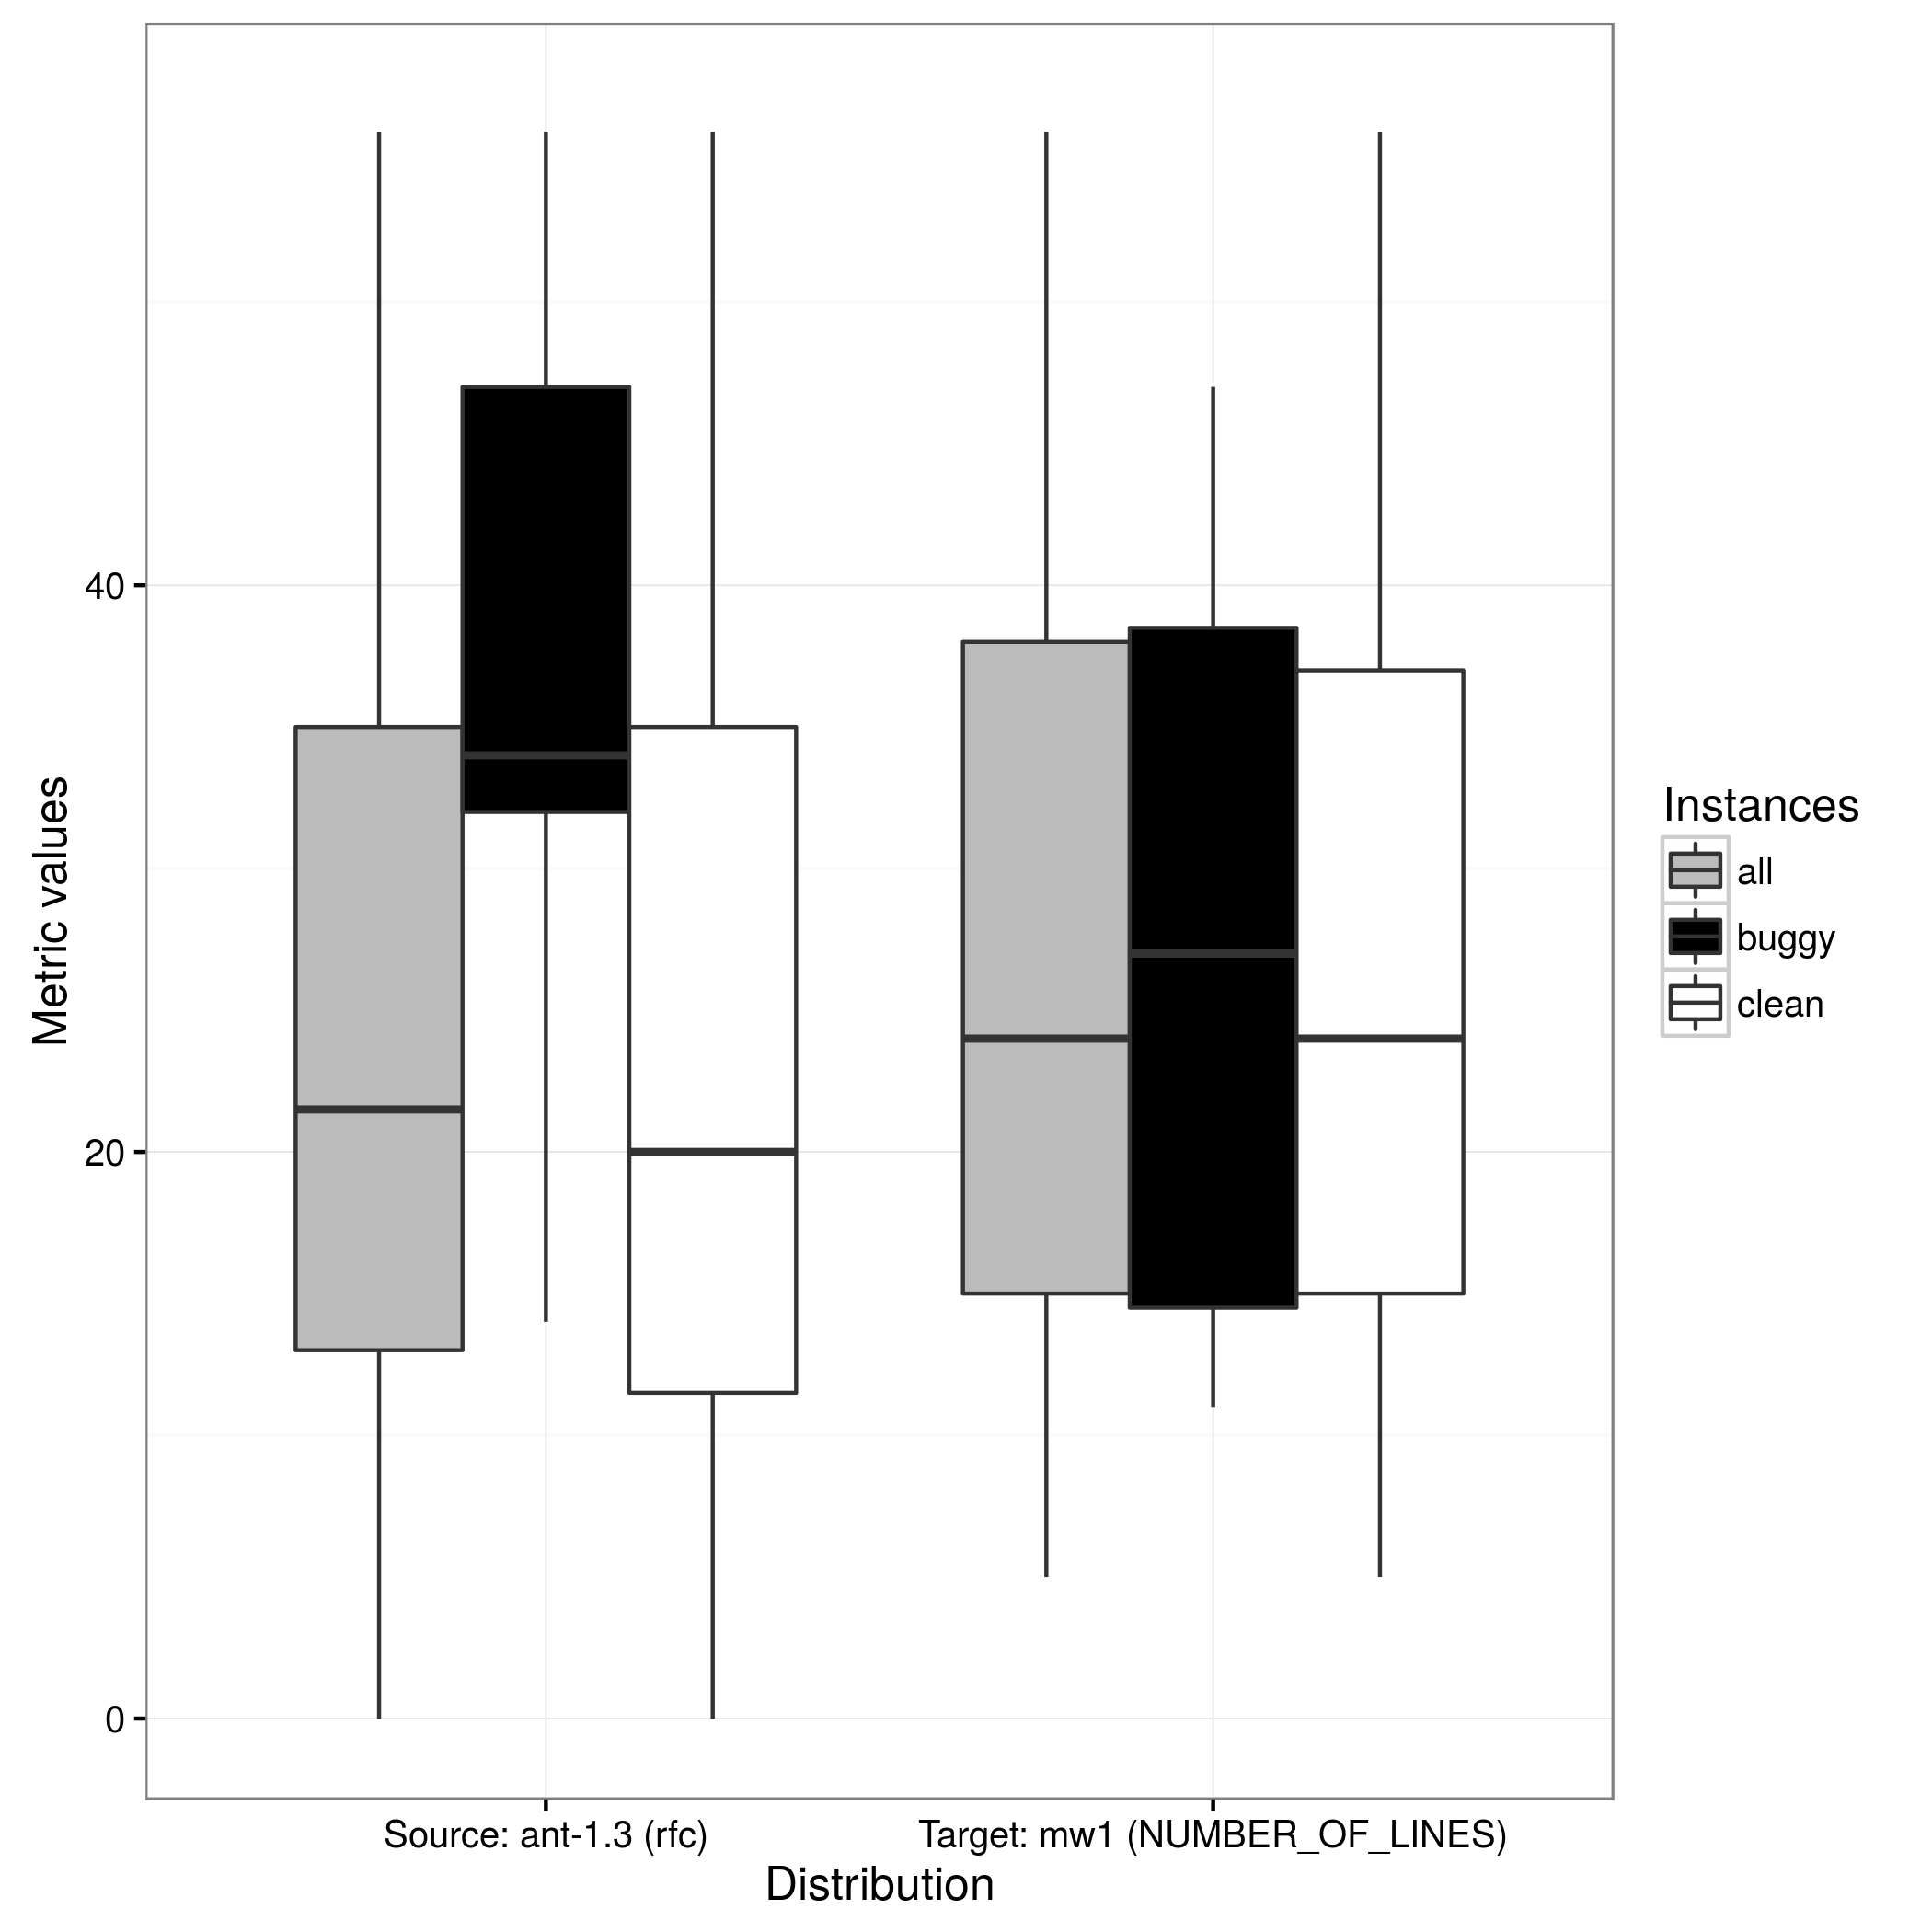 Metric values
40
20
0
Source: ant-1.3 (rfc)
Target: mw1 (NUMBER_OF_LINES)
Distribution
Instances
all
buggy
clean